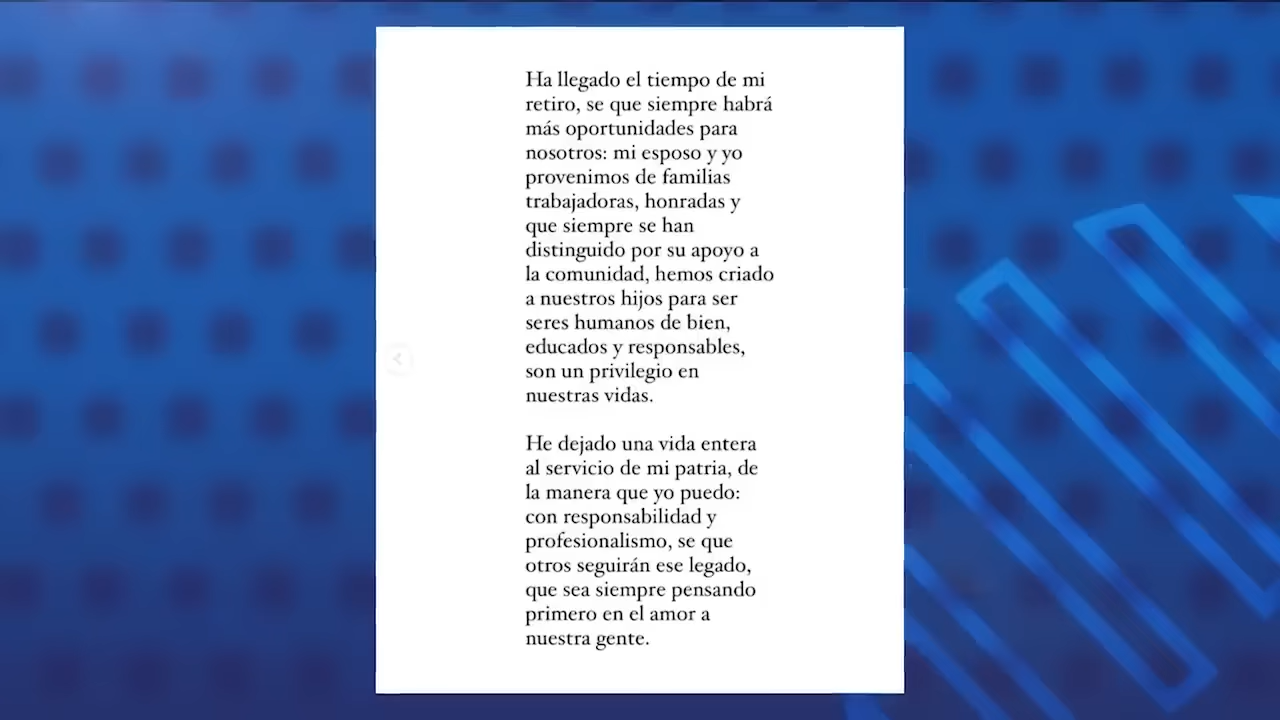 Ha llegado el tiempo de mi
retiro, se que siempre habrá
más oportunidades para
nosotros: mi esposo y yo
provenimos de familias
trabajadoras, honradas y
que siempre se han
distinguido por su apoyo a
la comunidad, hemos criado
a nuestros hijos para ser
seres humanos de bien,
educados y responsables,
son un privilegio en
nuestras vidas.
He dejado una vida entera
al servicio de mi patria, de
la manera que yo puedo:
con responsabilidad y
profesionalismo, se que
otros seguirán ese legado,
que sea siempre pensando
primero en el amor a
nuestra gente.